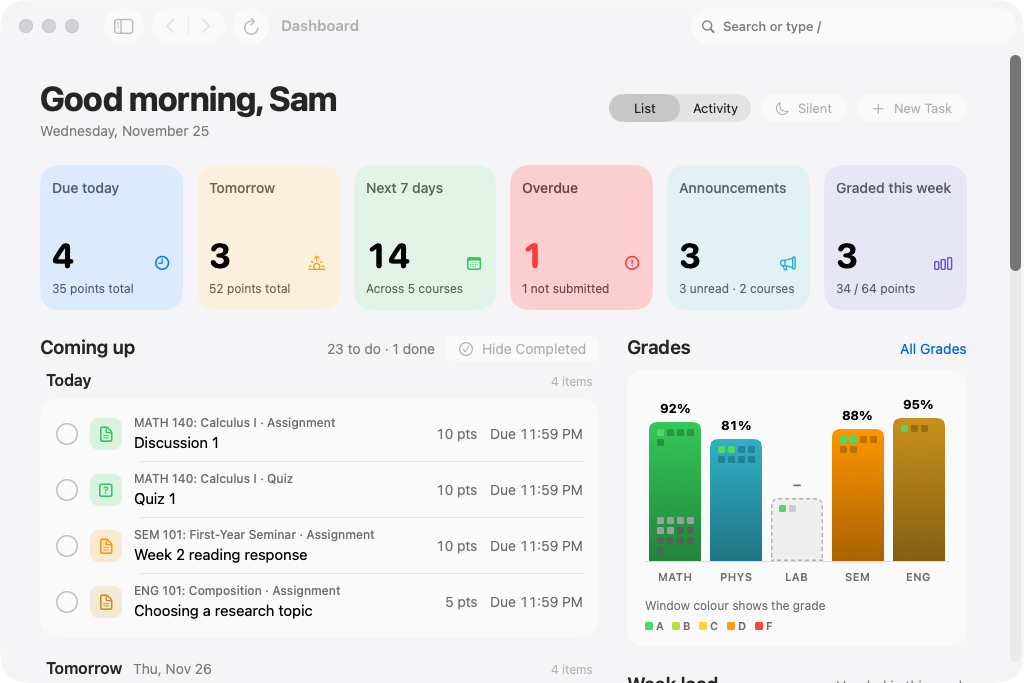 Dashboard
Search or type /
Good morning, Sam
Wednesday, November 25
List
Activity
Silent
New Task
Due today
4
35 points total
Tomorrow
3
52 points total
Next 7 days
14
Across 5 courses
Overdue
1
1 not submitted
Announcements
3
3 unread · 2 courses
Graded this week
3
34 / 64 points
Coming up
23 to do · 1 done
Hide Completed
Today
4 items
MATH 140: Calculus I · Assignment
Discussion 1
10 pts Due 11:59 PM
MATH 140: Calculus I · Quiz
Quiz 1
10 pts Due 11:59 PM
SEM 101: First-Year Seminar · Assignment
Week 2 reading response
10 pts Due 11:59 PM
ENG 101: Composition · Assignment
Choosing a research topic
5 pts Due 11:59 PM
Tomorrow Thu, Nov 26
4 items
Grades
All Grades
92%
81%
–
88%
95%
MATH
PHYS
LAB
SEM
ENG
Window colour shows the grade
A B C D F